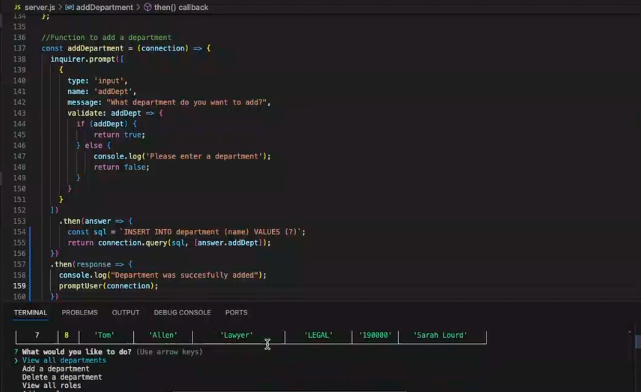 JS server.js > addDepartment > then() callback
134 };
135
136 //Function to add a department
137 const addDepartment = (connection) => {
138 inquirer.prompt([
139 {
140 type: 'input',
141 name: 'addDept',
142 message: "What department do you want to add?",
143 validate: addDept => {
144 if (addDept) {
145 return true;
146 } else {
147 console.log('Please enter a department');
148 return false;
149 }
150 }
151 }
152 ])
153 .then(answer => {
154 const sql = `INSERT INTO department (name) VALUES (?)`;
155 return connection.query(sql, [answer.addDept]);
156 })
157 .then(response => {
158 console.log("Department was succesfully added");
159 promptUser(connection);
160 })
TERMINAL PROBLEMS OUTPUT DEBUG CONSOLE PORTS
7 8 'Tom' 'Allen' 'Lawyer' 'LEGAL' '190000' 'Sarah Lourd'
? What would you like to do? (Use arrow keys)
❯ View all departments
Add a department
Delete a department
View all roles